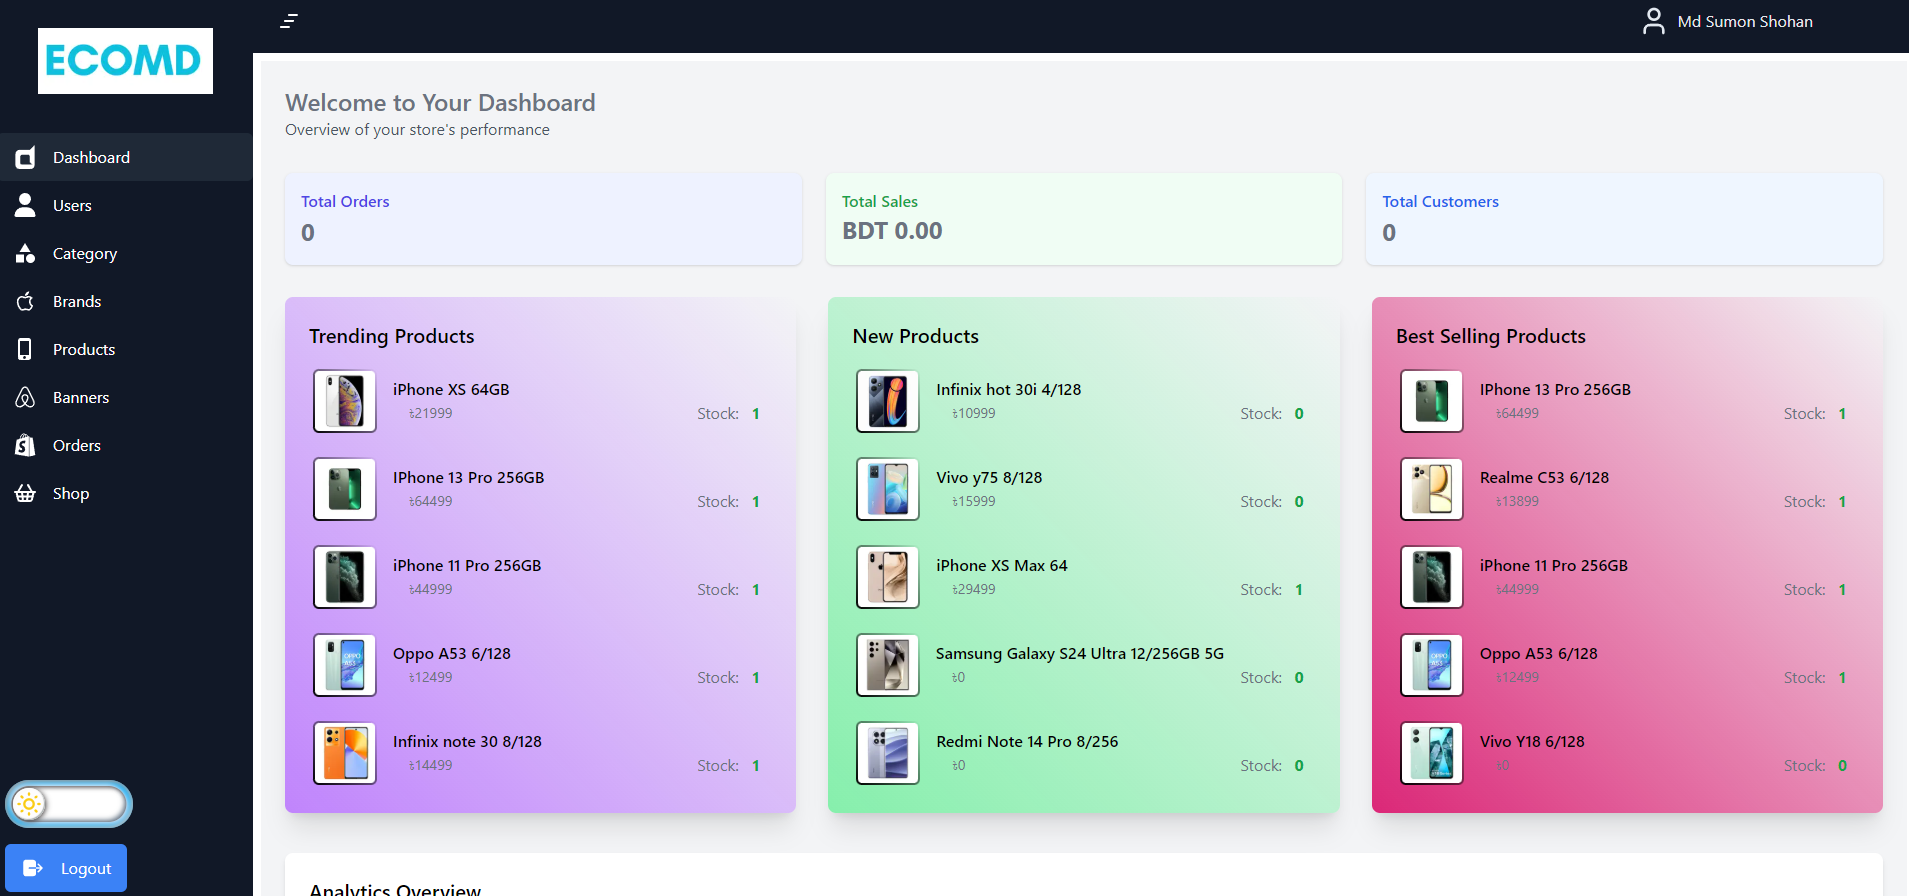 ECOMD
Md Sumon Shohan
Dashboard
Users
Category
Brands
Products
Banners
Orders
Shop
Logout
Welcome to Your Dashboard
Overview of your store's performance
Total Orders
0
Total Sales
BDT 0.00
Total Customers
0
Trending Products
iPhone XS 64GB
৳21999 Stock: 1
IPhone 13 Pro 256GB
৳64499 Stock: 1
iPhone 11 Pro 256GB
৳44999 Stock: 1
Oppo A53 6/128
৳12499 Stock: 1
Infinix note 30 8/128
৳14499 Stock: 1
New Products
Infinix hot 30i 4/128
৳10999 Stock: 0
Vivo y75 8/128
৳15999 Stock: 0
iPhone XS Max 64
৳29499 Stock: 1
Samsung Galaxy S24 Ultra 12/256GB 5G
৳0 Stock: 0
Redmi Note 14 Pro 8/256
৳0 Stock: 0
Best Selling Products
IPhone 13 Pro 256GB
৳64499 Stock: 1
Realme C53 6/128
৳13899 Stock: 1
iPhone 11 Pro 256GB
৳44999 Stock: 1
Oppo A53 6/128
৳12499 Stock: 1
Vivo Y18 6/128
৳0 Stock: 0
Analytics Overview